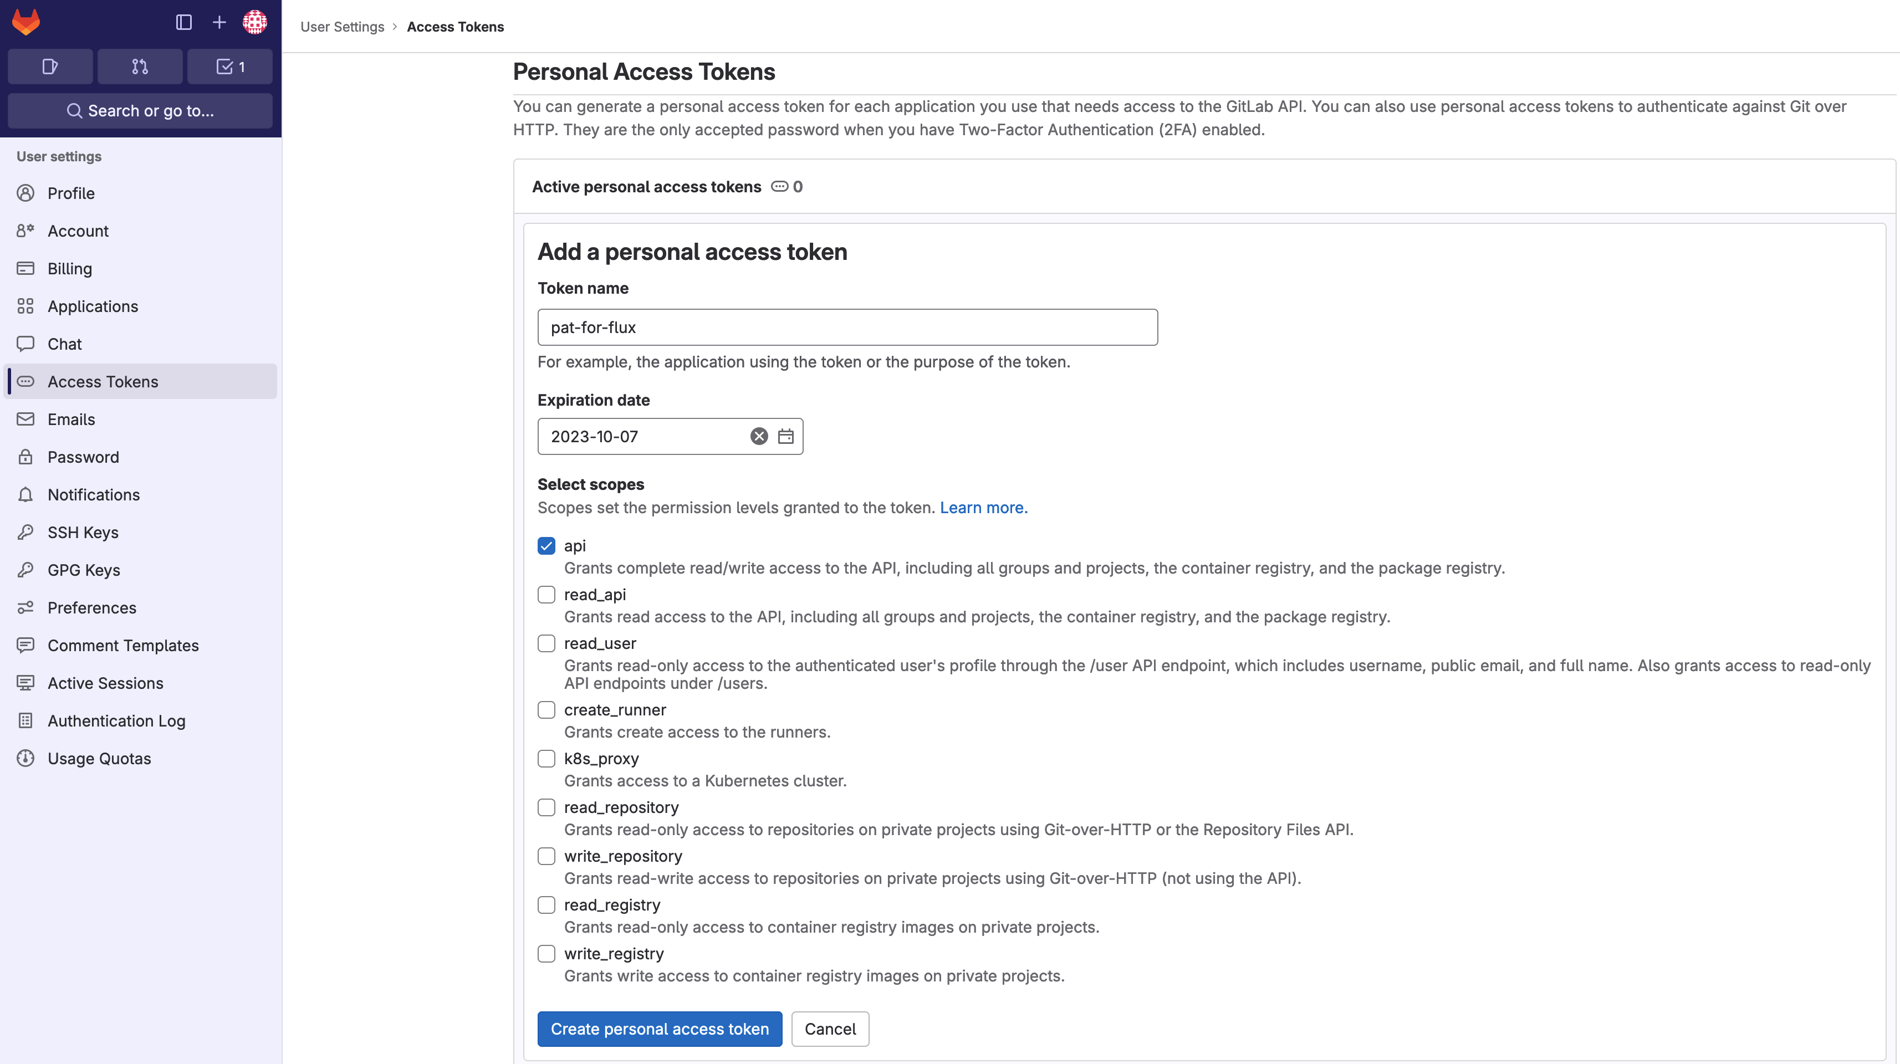 1
Search or go to...
User settings
Profile
Account
Billing
Applications
Chat
Access Tokens
Emails
Password
Notifications
SSH Keys
GPG Keys
Preferences
Comment Templates
Active Sessions
Authentication Log
Usage Quotas
User Settings > Access Tokens
Personal Access Tokens
You can generate a personal access token for each application you use that needs access to the GitLab API. You can also use personal access tokens to authenticate against Git over
HTTP. They are the only accepted password when you have Two-Factor Authentication (2FA) enabled.
Active personal access tokens 0
Add a personal access token
Token name
pat-for-flux
For example, the application using the token or the purpose of the token.
Expiration date
2023-10-07
Select scopes
Scopes set the permission levels granted to the token. Learn more.
api
Grants complete read/write access to the API, including all groups and projects, the container registry, and the package registry.
read_api
Grants read access to the API, including all groups and projects, the container registry, and the package registry.
read_user
Grants read-only access to the authenticated user's profile through the /user API endpoint, which includes username, public email, and full name. Also grants access to read-only
API endpoints under /users.
create_runner
Grants create access to the runners.
k8s_proxy
Grants access to a Kubernetes cluster.
read_repository
Grants read-only access to repositories on private projects using Git-over-HTTP or the Repository Files API.
write_repository
Grants read-write access to repositories on private projects using Git-over-HTTP (not using the API).
read_registry
Grants read-only access to container registry images on private projects.
write_registry
Grants write access to container registry images on private projects.
Create personal access token
Cancel